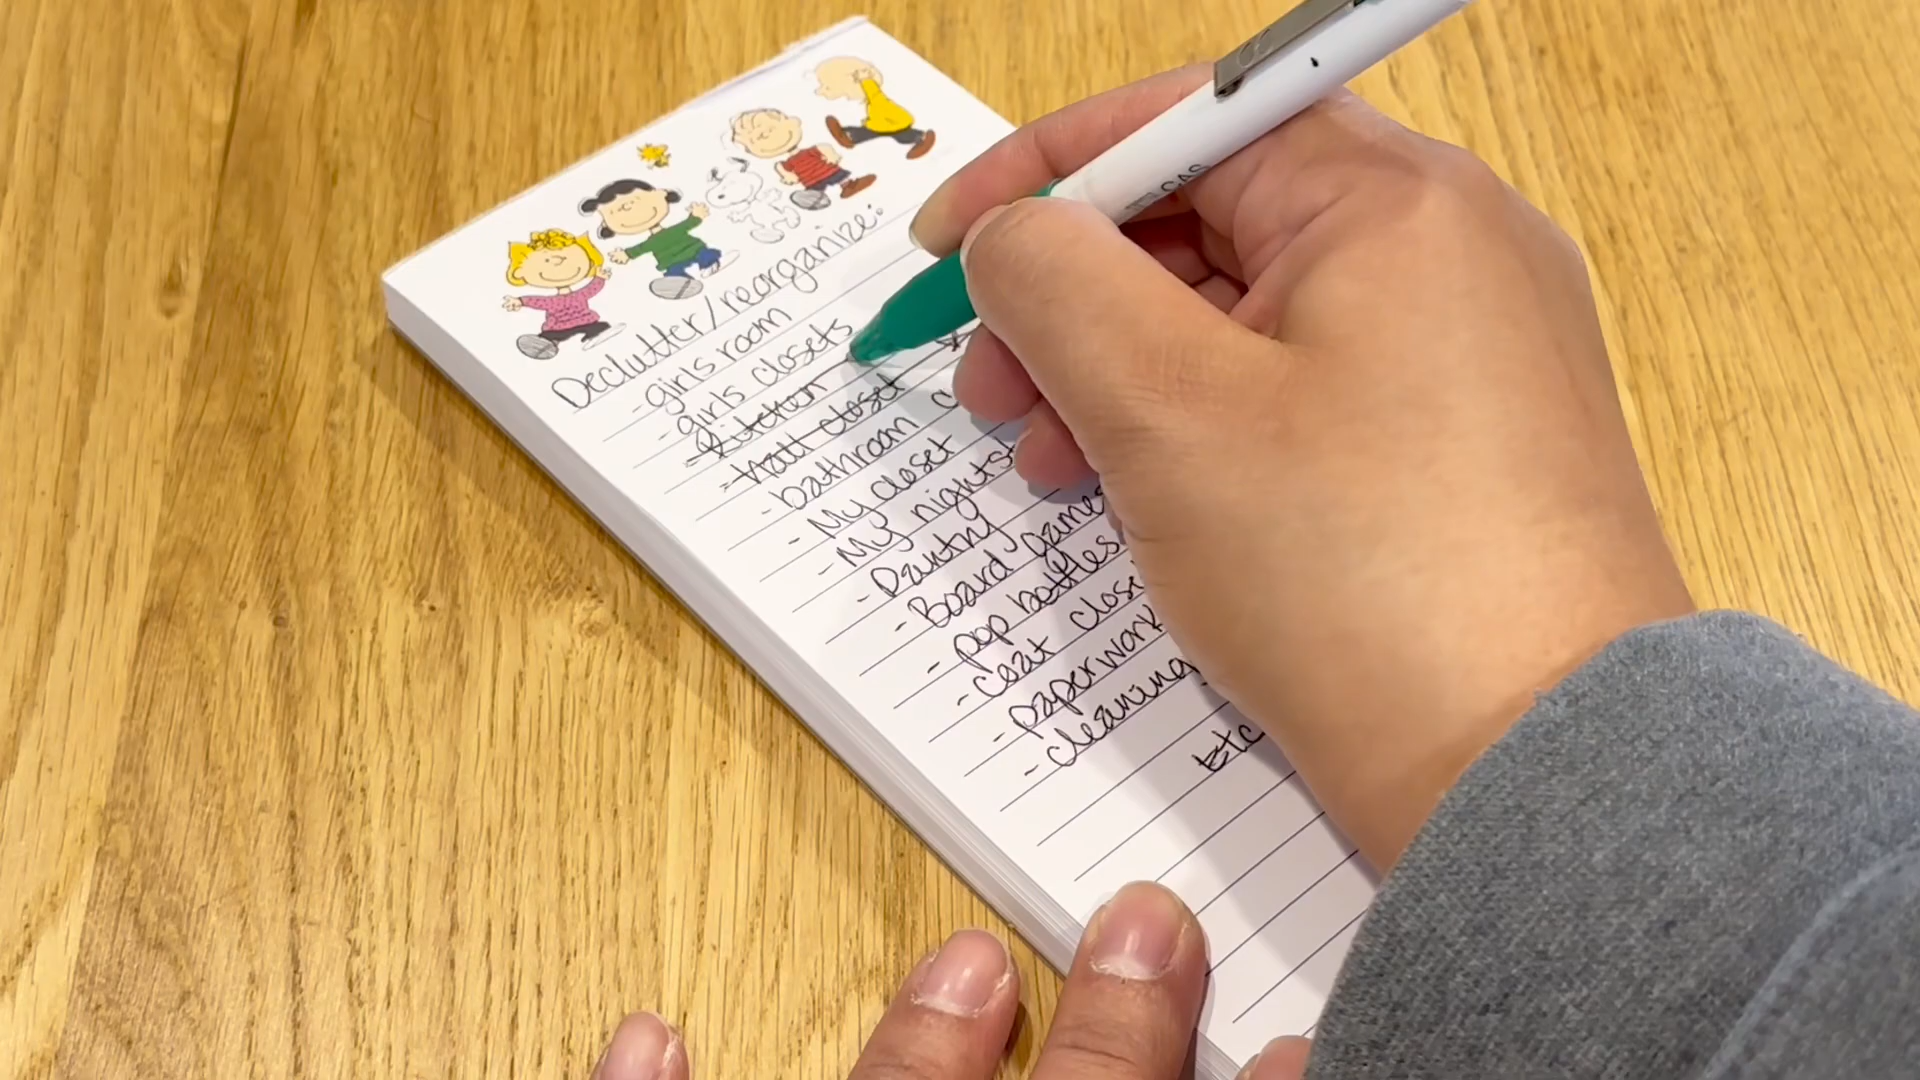 Declutter/reorganize:
- girls room
- girls closets
- Kitchen
- Hall closet
- bathroom
- My closet
- My
- Pantry
- Board games
- pop bottles
- coat
- paperwork
- cleaning
Etc